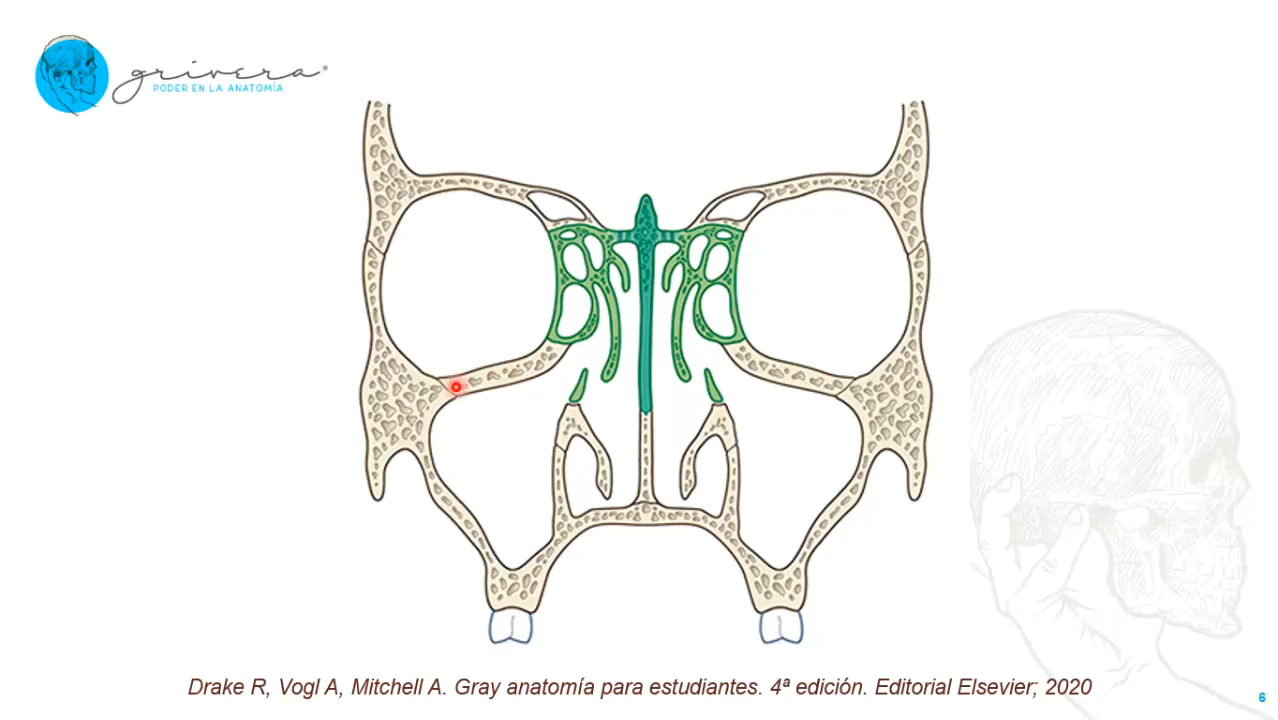 grivera®
PODER EN LA ANATOMÍA
Drake R, Vogl A, Mitchell A. Gray anatomía para estudiantes. 4ª edición. Editorial Elsevier; 2020
6